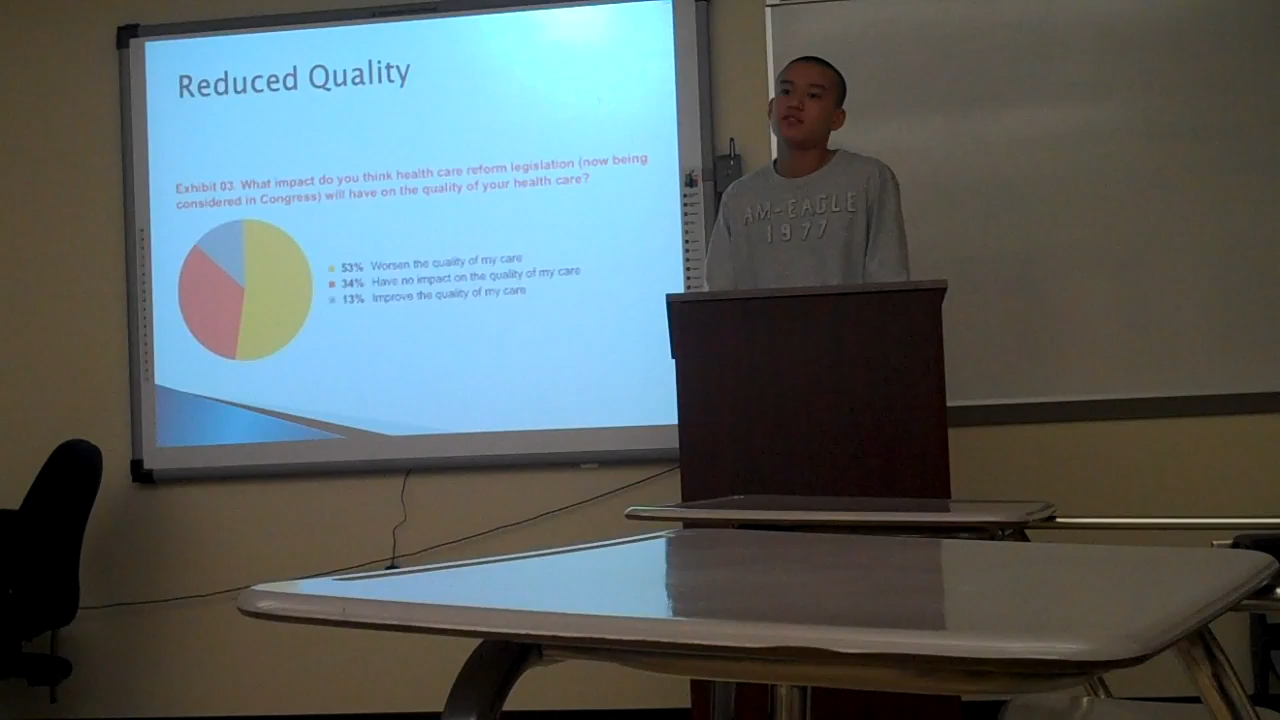 Reduced Quality
Exhibit 03. What impact do you think health care reform legislation (now being
considered in Congress) will have on the quality of your health care?
53% Worsen the quality of my care
34% Have no impact on the quality of my care
13% Improve the quality of my care
AM-EAGLE
1977